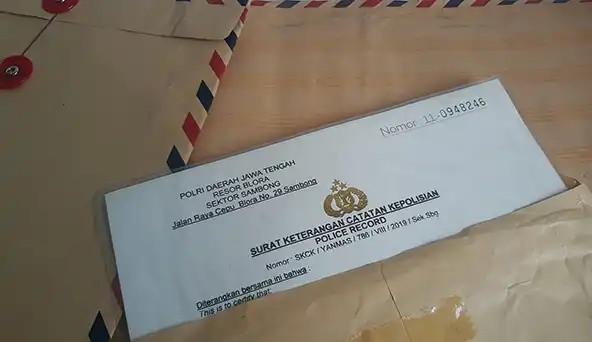 Nomor 11-0948246
POLRI DAERAH JAWA TENGAH
RESOR BLORA
SEKTOR SAMBONG
Jalan Raya Cepu, Blora No. 29 Sambong
SURAT KETERANGAN CATATAN KEPOLISIAN
POLICE RECORD
Nomor : SKCK / YANMAS / 786 / VIII / 2019 / Sek Sbg
Diterangkan bersama ini bahwa :
This is to certify that: